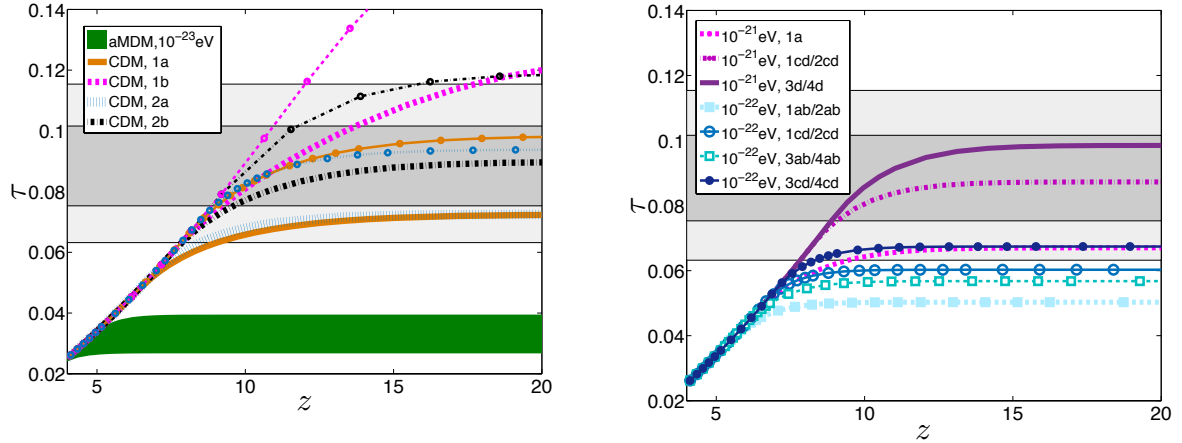 0.14
0.12
0.1
0.08
0.06
0.04
0.02
τ
aMDM,10⁻²³eV
CDM, 1a
CDM, 1b
CDM, 2a
CDM, 2b
5
10
15
20
z
0.14
0.12
0.1
0.08
0.06
0.04
0.02
τ
10⁻²¹eV, 1a
10⁻²¹eV, 1cd/2cd
10⁻²¹eV, 3d/4d
10⁻²²eV, 1ab/2ab
10⁻²²eV, 1cd/2cd
10⁻²²eV, 3ab/4ab
10⁻²²eV, 3cd/4cd
5
10
15
20
z